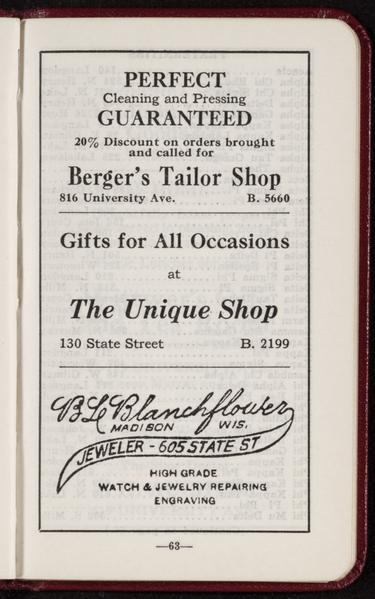 PERFECT
Cleaning and Pressing
GUARANTEED
20% Discount on orders brought
and called for
Berger's Tailor Shop
816 University Ave. B. 5660
Gifts for All Occasions
at
The Unique Shop
130 State Street B. 2199
B L Blanchflower
MADISON WIS.
JEWELER - 605 STATE ST
HIGH GRADE
WATCH & JEWELRY REPAIRING
ENGRAVING
—63—